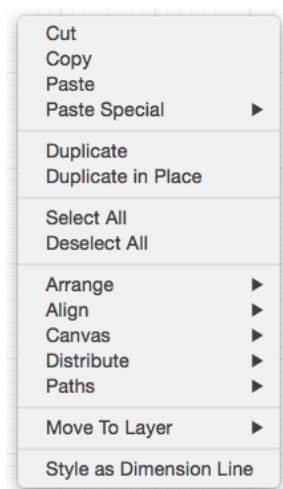 Cut
Copy
Paste
Paste Special
Duplicate
Duplicate in Place
Select All
Deselect All
Arrange
Align
Canvas
Distribute
Paths
Move To Layer
Style as Dimension Line